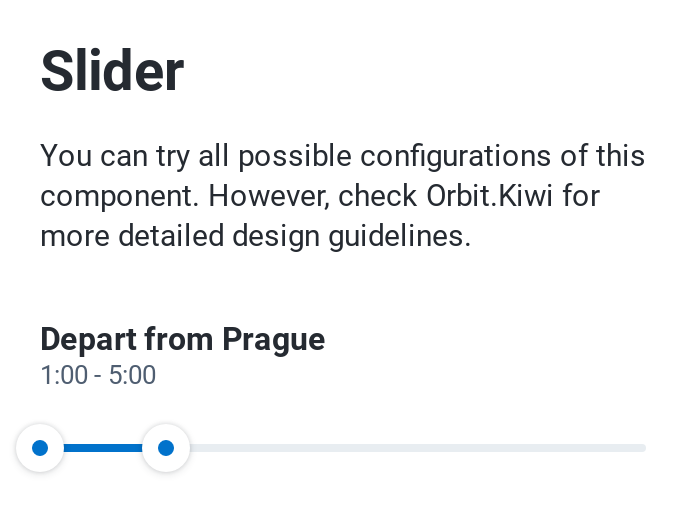 Slider
You can try all possible configurations of this
component. However, check Orbit.Kiwi for
more detailed design guidelines.
Depart from Prague
1:00 - 5:00